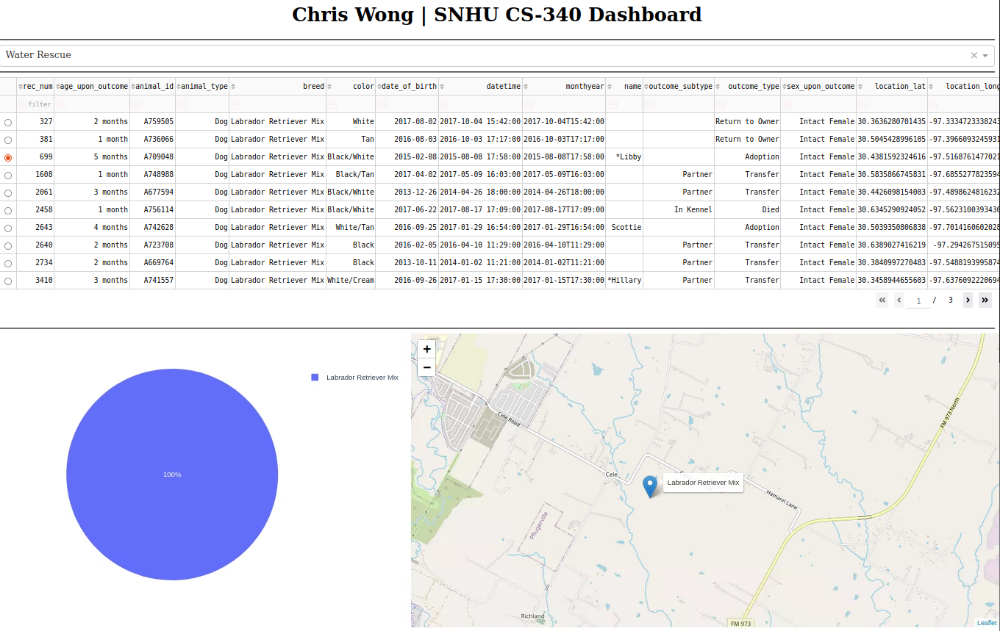 Chris Wong | SNHU CS-340 Dashboard
Water Rescue
rec_num age_upon_outcome animal_id animal_type breed color date_of_birth datetime monthyear name outcome_subtype outcome_type sex_upon_outcome location_lat location_long
filter
327 2 months A759505 Dog Labrador Retriever Mix White 2017-08-02 2017-10-04 15:42:00 2017-10-04T15:42:00 Return to Owner Intact Female 30.3636280701435 -97.3334723338243
381 1 month A736066 Dog Labrador Retriever Mix Tan 2016-08-03 2016-10-03 17:17:00 2016-10-03T17:17:00 Return to Owner Intact Female 30.5045428996105 -97.3966093245931
699 5 months A709048 Dog Labrador Retriever Mix Black/White 2015-02-08 2015-08-08 17:58:00 2015-08-08T17:58:00 *Libby Adoption Intact Female 30.4381592324616 -97.5168761477021
1608 1 month A748988 Dog Labrador Retriever Mix Black/Tan 2017-04-02 2017-05-09 16:03:00 2017-05-09T16:03:00 Partner Transfer Intact Female 30.5835866745831 -97.6855277823594
2061 3 months A677594 Dog Labrador Retriever Mix Black/White 2013-12-26 2014-04-26 18:00:00 2014-04-26T18:00:00 Partner Transfer Intact Female 30.4426098154003 -97.4898624816232
2458 1 month A756114 Dog Labrador Retriever Mix Black/White 2017-06-22 2017-08-17 17:09:00 2017-08-17T17:09:00 In Kennel Died Intact Female 30.6345290924052 -97.5623100393436
2643 4 months A742628 Dog Labrador Retriever Mix White/Tan 2016-09-25 2017-01-29 16:54:00 2017-01-29T16:54:00 Scottie Adoption Intact Female 30.5039350806838 -97.7014160602028
2640 2 months A723708 Dog Labrador Retriever Mix Black 2016-02-05 2016-04-10 11:29:00 2016-04-10T11:29:00 Partner Transfer Intact Female 30.6389027416219 -97.294267515095
2734 2 months A669764 Dog Labrador Retriever Mix Black 2013-10-11 2014-01-02 11:21:00 2014-01-02T11:21:00 Partner Transfer Intact Female 30.3840997270483 -97.5488193995874
3410 3 months A741557 Dog Labrador Retriever Mix White/Cream 2016-09-26 2017-01-15 17:30:00 2017-01-15T17:30:00 *Hillary Partner Transfer Intact Female 30.3458944655603 -97.6376092220694
1 / 3
+
−
Labrador Retriever Mix
100%
Cele Road
FM 973 North
Cele
Labrador Retriever Mix
Hamann Lane
Pflugerville
Richland
FM 973
Leaflet